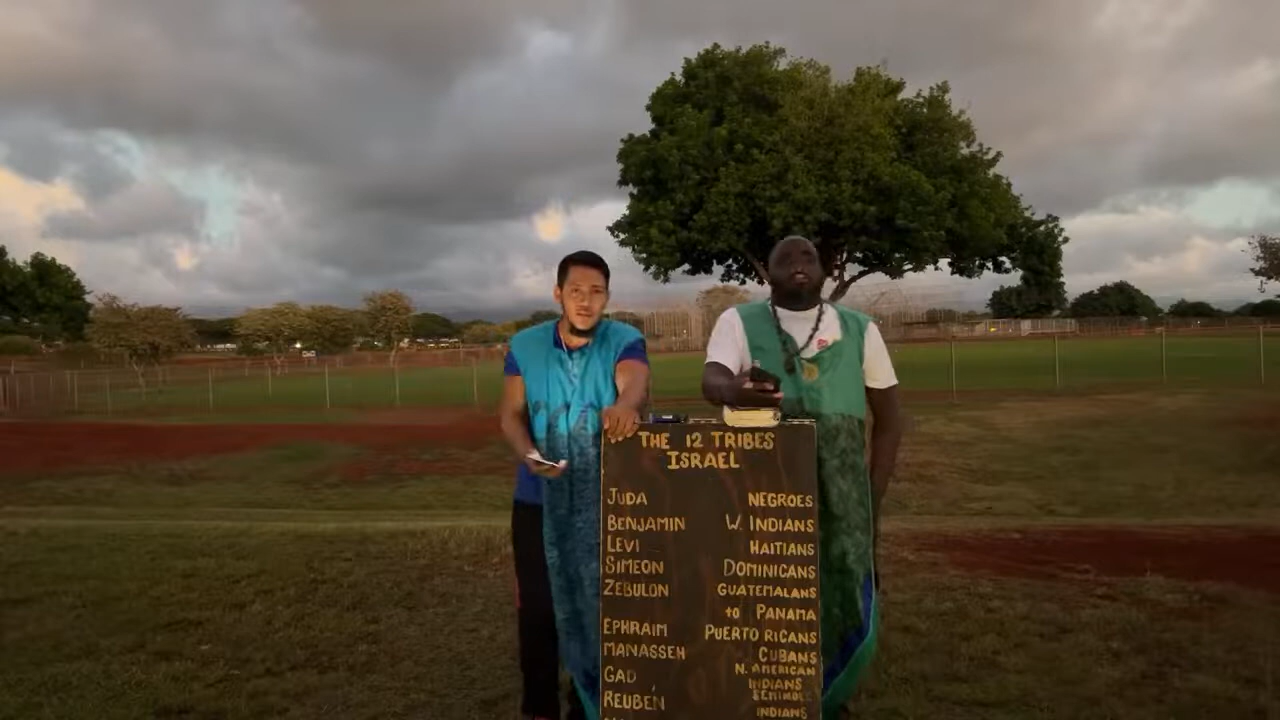 THE 12 TRIBES
ISRAEL
JUDA NEGROES
BENJAMIN W. INDIANS
LEVI HAITIANS
SIMEON DOMINICANS
ZEBULON GUATEMALANS
to PANAMA
EPHRAIM PUERTO RICANS
MANASSEH CUBANS
GAD N. AMERICAN
INDIANS
REUBEN SEMINOLE
INDIANS